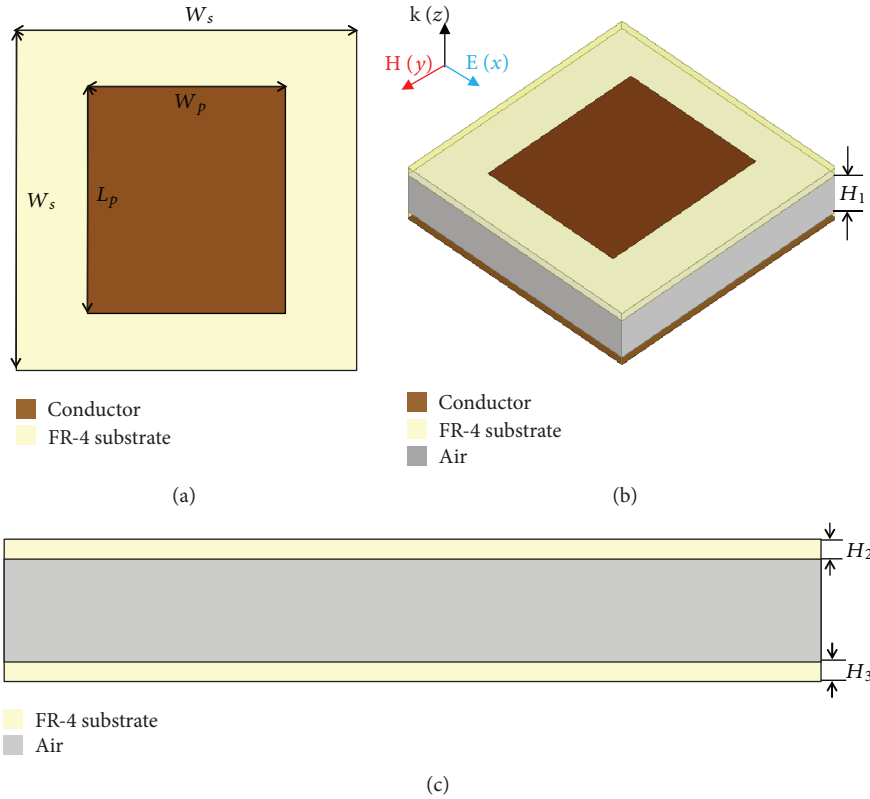 W_s
W_p
W_s
L_p
Conductor
FR-4 substrate
(a)
k (z)
H (y)
E (x)
H_1
Conductor
FR-4 substrate
Air
(b)
H_2
H_3
FR-4 substrate
Air
(c)